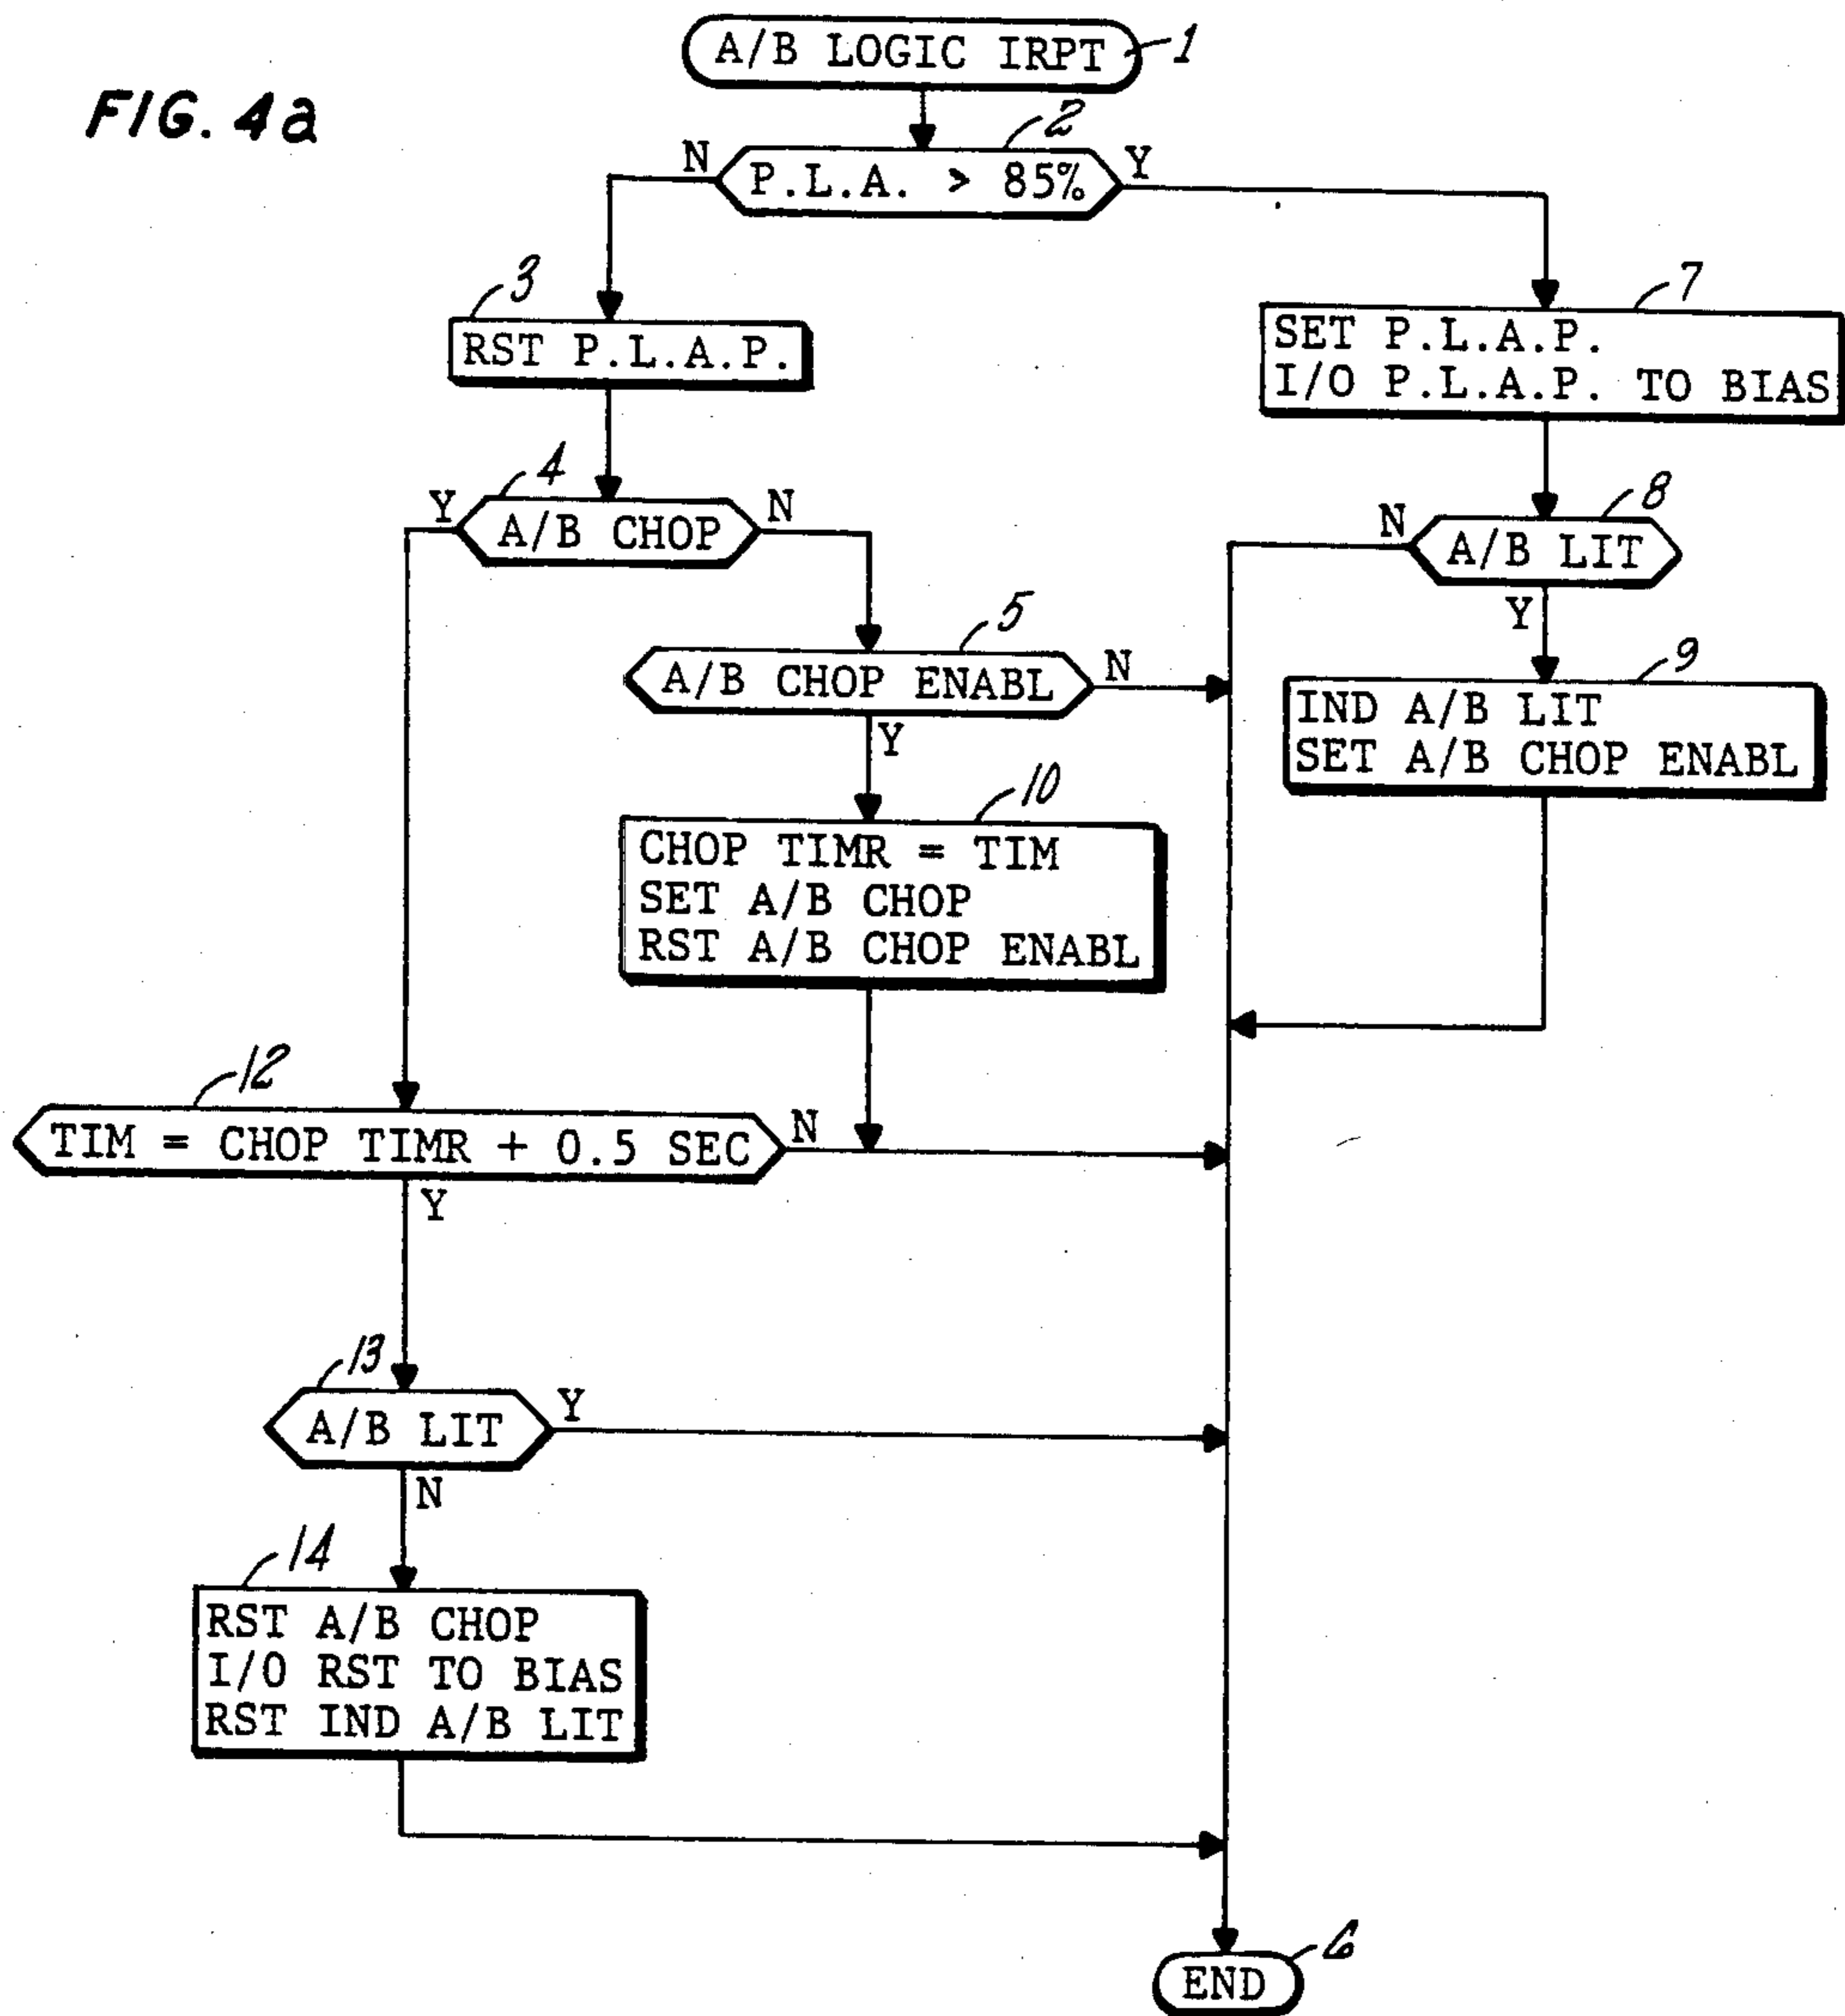 FIG. 4a
A/B LOGIC IRPT
1
2
N
P.L.A. > 85%
Y
3
RST P.L.A.P.
7
SET P.L.A.P.
I/O P.L.A.P. TO BIAS
4
Y
A/B CHOP
N
8
N
A/B LIT
Y
5
A/B CHOP ENABL
N
Y
9
IND A/B LIT
SET A/B CHOP ENABL
10
CHOP TIMR = TIM
SET A/B CHOP
RST A/B CHOP ENABL
12
TIM = CHOP TIMR + 0.5 SEC
N
Y
13
A/B LIT
Y
N
14
RST A/B CHOP
I/O RST TO BIAS
RST IND A/B LIT
6
END